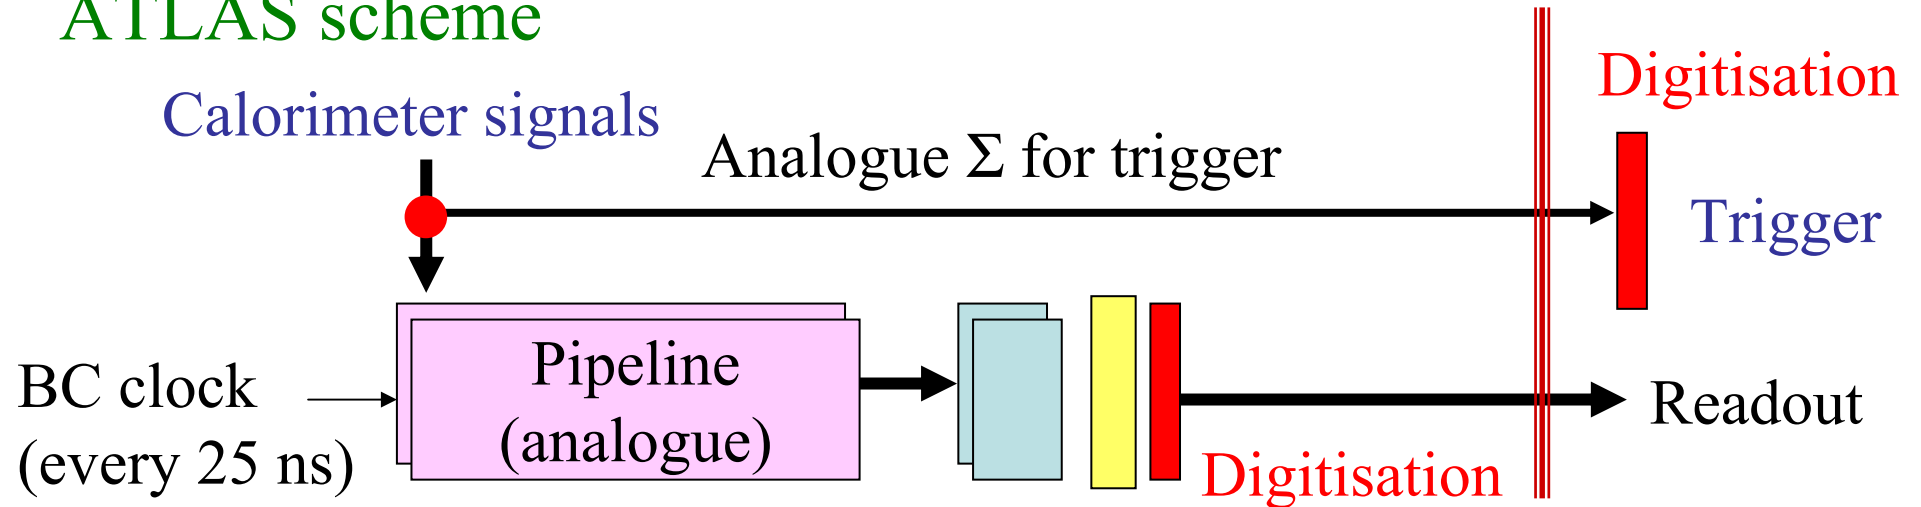 ATLAS scheme
Calorimeter signals
Digitisation
Analogue Σ for trigger
Trigger
Pipeline
(analogue)
BC clock
(every 25 ns)
Readout
Digitisation